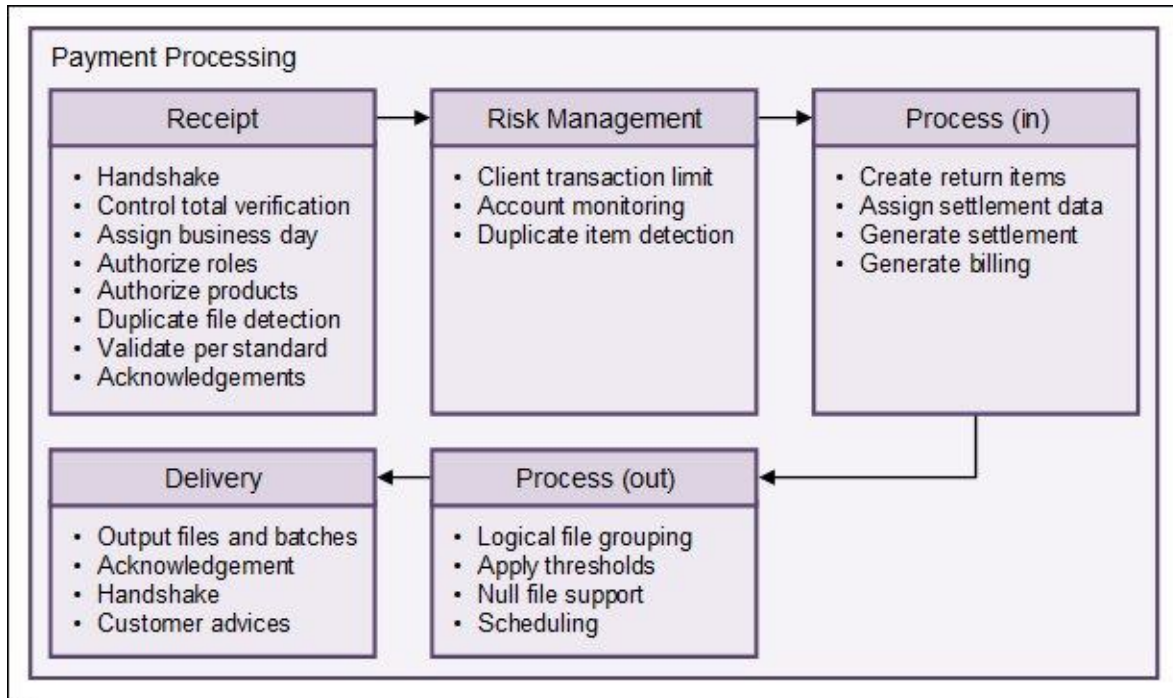 Payment Processing
Receipt
• Handshake
• Control total verification
• Assign business day
• Authorize roles
• Authorize products
• Duplicate file detection
• Validate per standard
• Acknowledgements
Risk Management
• Client transaction limit
• Account monitoring
• Duplicate item detection
Process (in)
• Create return items
• Assign settlement data
• Generate settlement
• Generate billing
Delivery
• Output files and batches
• Acknowledgement
• Handshake
• Customer advices
Process (out)
• Logical file grouping
• Apply thresholds
• Null file support
• Scheduling